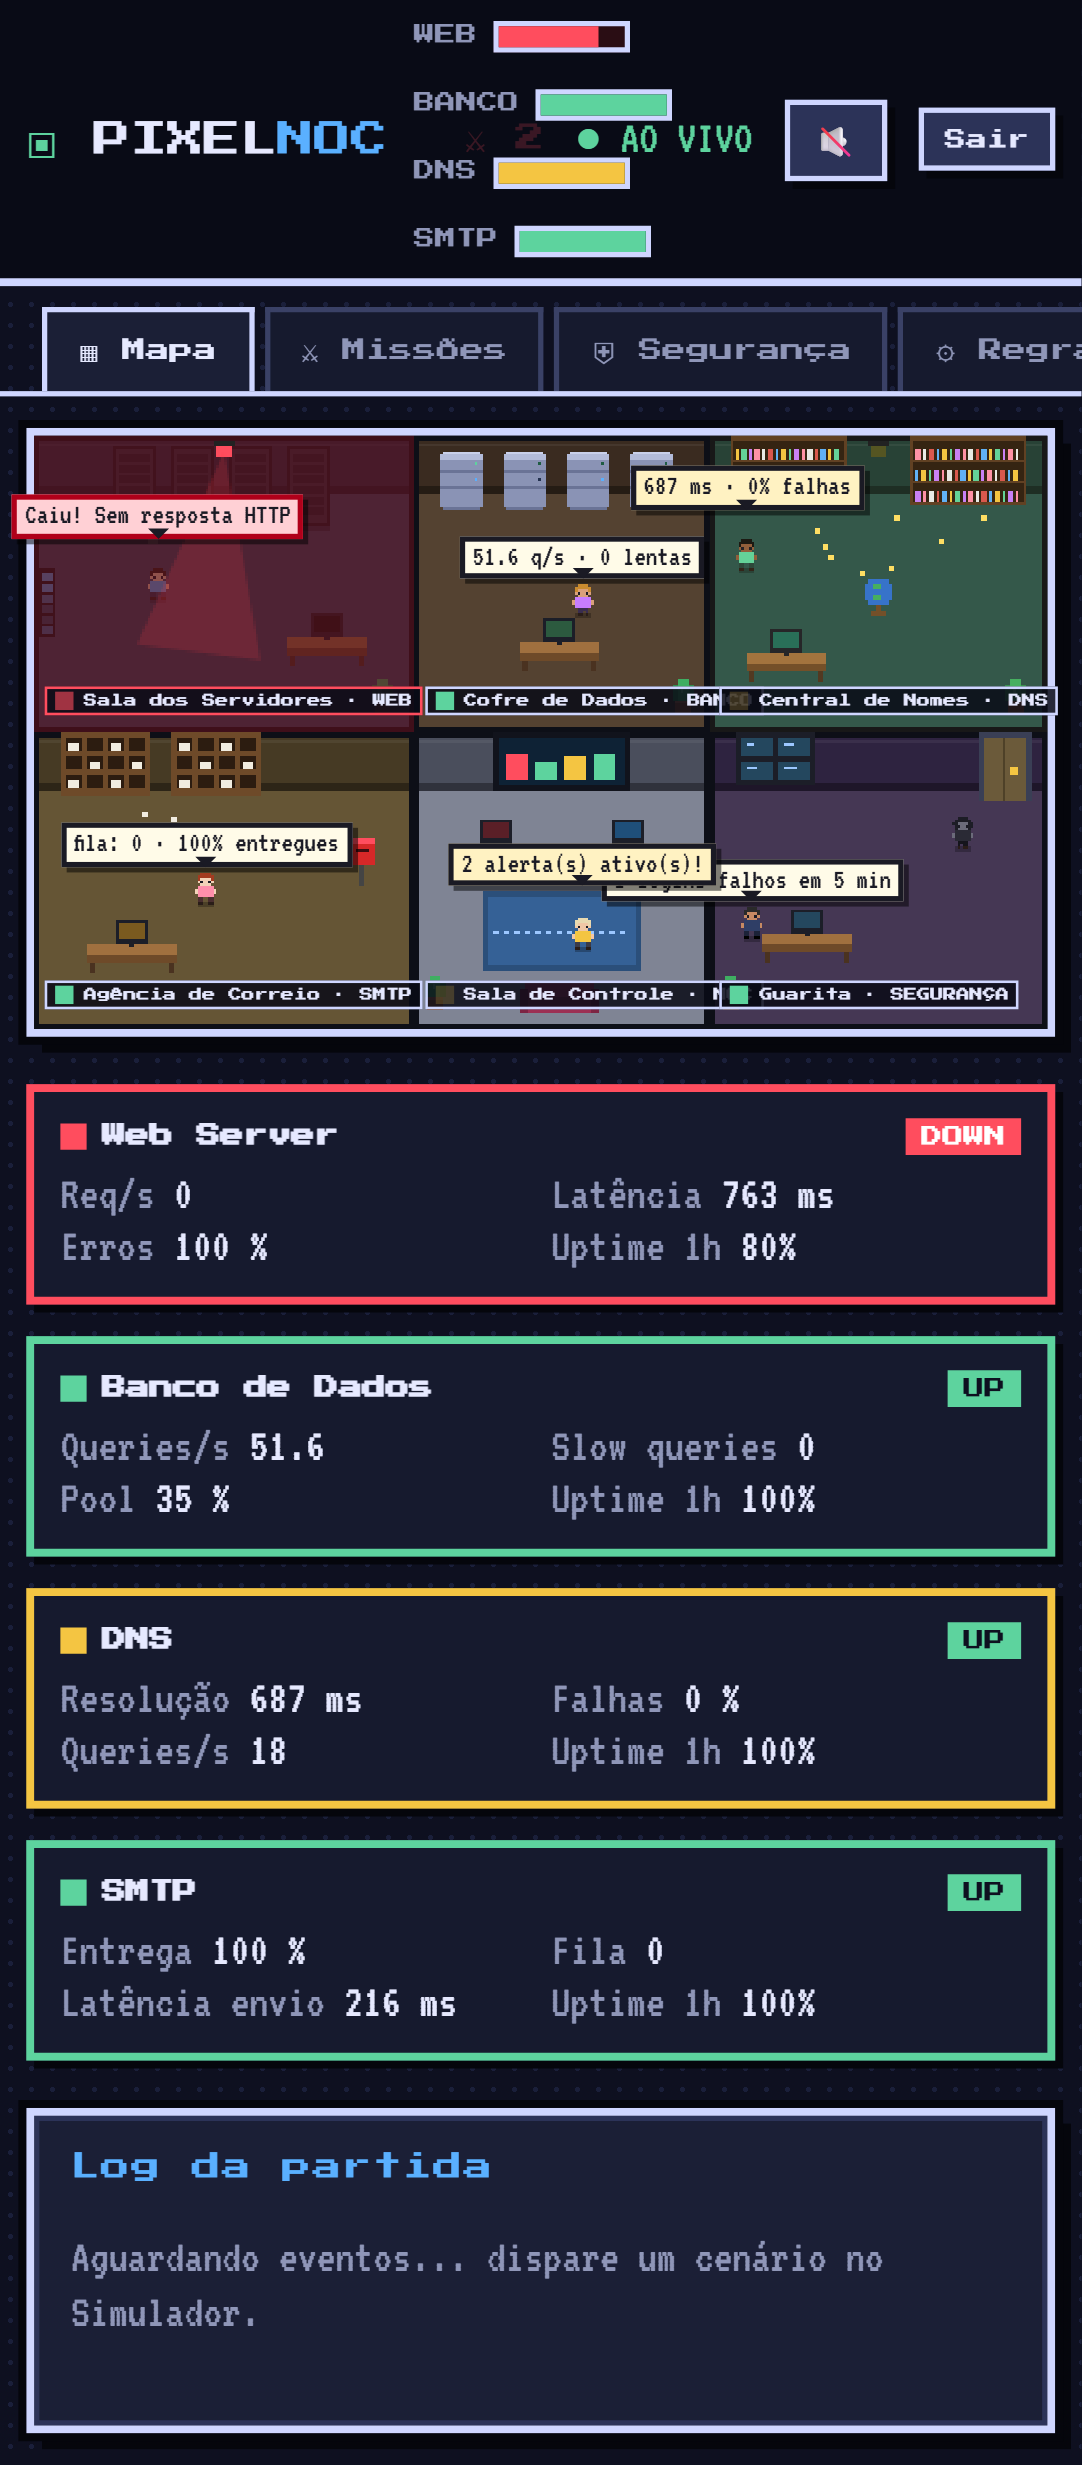 WEB
BANCO
PIXELNOC
⚔ 2 ● AO VIVO
Sair
DNS
SMTP
Mapa
Missões
Segurança
Regra
Caiu! Sem resposta HTTP
687 ms · 0% falhas
51.6 q/s · 0 lentas
Sala dos Servidores · WEB
Cofre de Dados · BANCO
Central de Nomes · DNS
fila: 0 · 100% entregues
2 alerta(s) ativo(s)!
falhos em 5 min
Agência de Correio · SMTP
Sala de Controle ·
Guarita · SEGURANÇA
Web Server
DOWN
Req/s 0
Latência 763 ms
Erros 100 %
Uptime 1h 80%
Banco de Dados
UP
Queries/s 51.6
Slow queries 0
Pool 35 %
Uptime 1h 100%
DNS
UP
Resolução 687 ms
Falhas 0 %
Queries/s 18
Uptime 1h 100%
SMTP
UP
Entrega 100 %
Fila 0
Latência envio 216 ms
Uptime 1h 100%
Log da partida
Aguardando eventos... dispare um cenário no
Simulador.